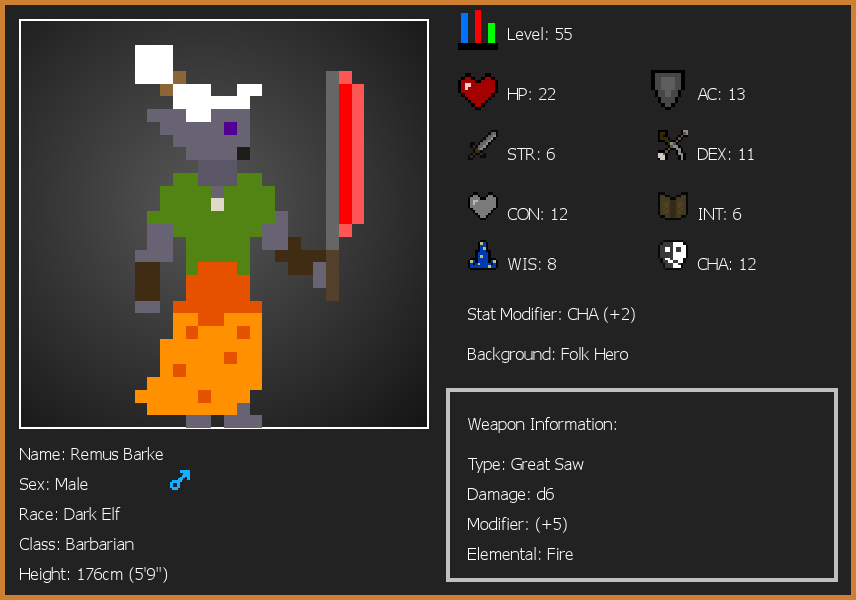 Level: 55
HP: 22
AC: 13
STR: 6
DEX: 11
CON: 12
INT: 6
WIS: 8
CHA: 12
Stat Modifier: CHA (+2)
Background: Folk Hero
Name: Remus Barke
Sex: Male
Race: Dark Elf
Class: Barbarian
Height: 176cm (5'9")
Weapon Information:
Type: Great Saw
Damage: d6
Modifier: (+5)
Elemental: Fire